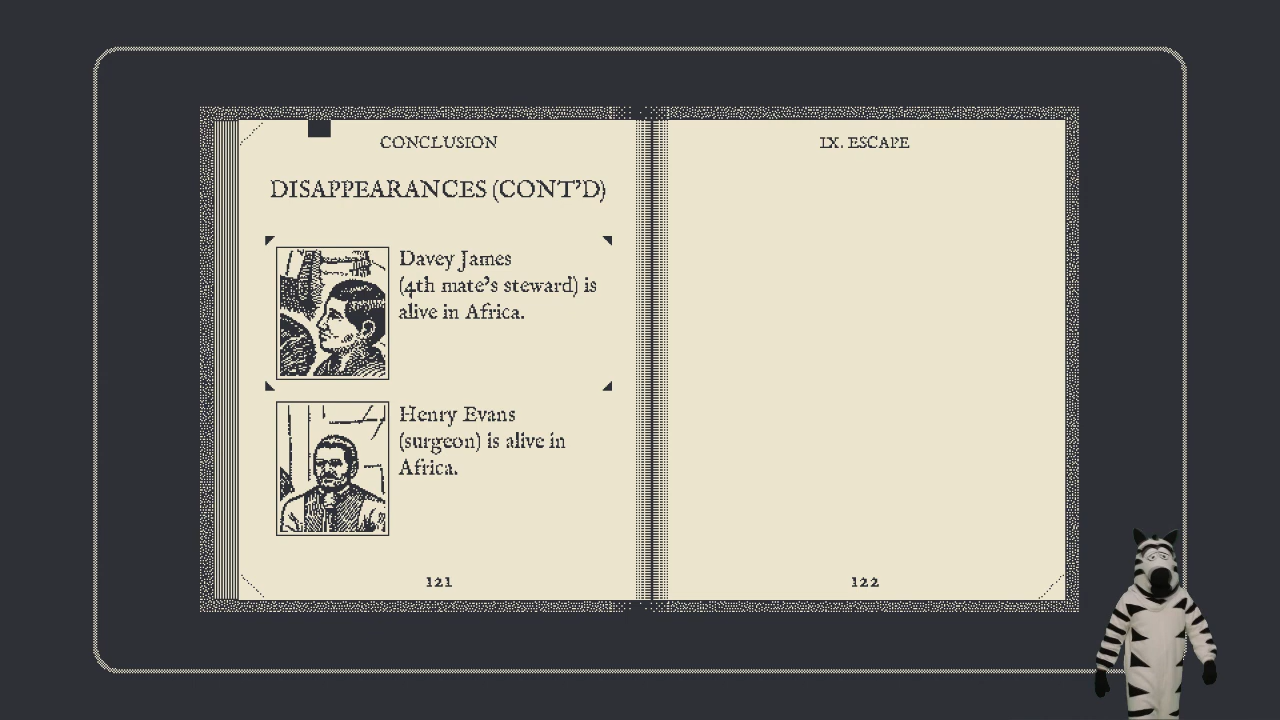 CONCLUSION
DISAPPEARANCES (CONT'D)
Davey James
(4th mate's steward) is
alive in Africa.
Henry Evans
(surgeon) is alive in
Africa.
121
IX. ESCAPE
122